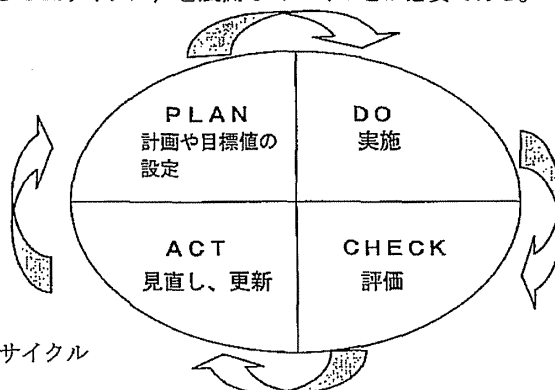 PLAN
計画や目標値の
設定
DO
実施
ACT
見直し、更新
CHECK
評価
サイクル